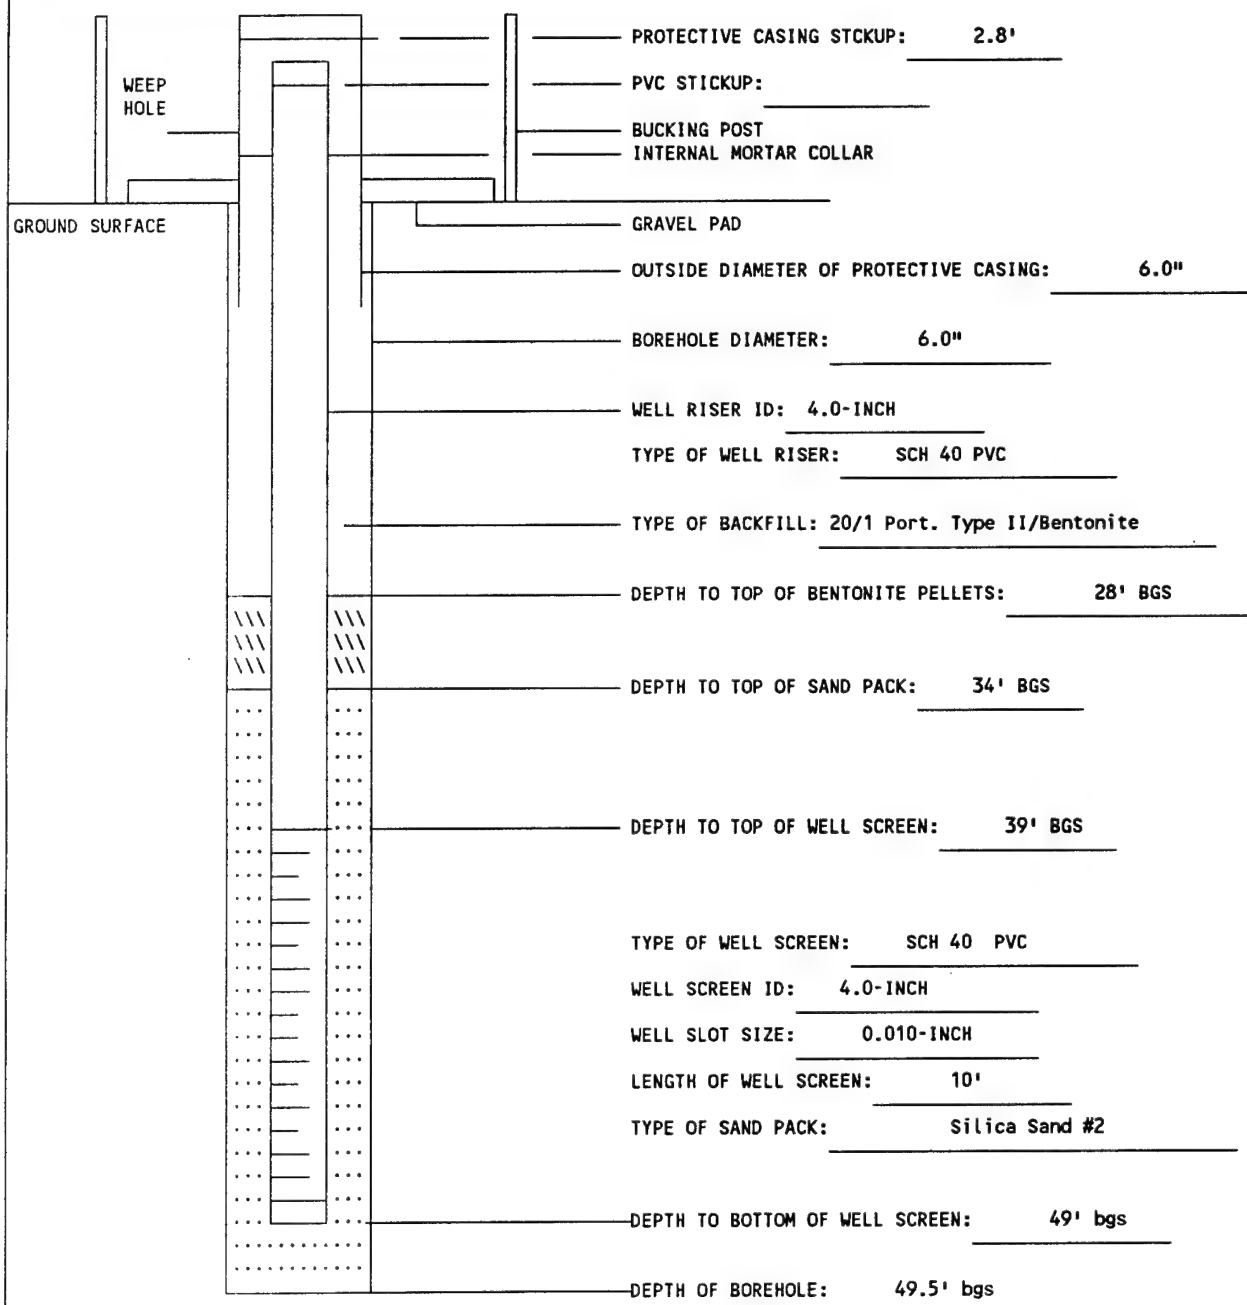 PROTECTIVE CASING STCKUP: 2.8'
WEEP
HOLE
PVC STICKUP:
BUCKING POST
INTERNAL MORTAR COLLAR
GROUND SURFACE
GRAVEL PAD
OUTSIDE DIAMETER OF PROTECTIVE CASING: 6.0"
BOREHOLE DIAMETER: 6.0"
WELL RISER ID: 4.0-INCH
TYPE OF WELL RISER: SCH 40 PVC
TYPE OF BACKFILL: 20/1 Port. Type II/Bentonite
DEPTH TO TOP OF BENTONITE PELLETS: 28' BGS
DEPTH TO TOP OF SAND PACK: 34' BGS
DEPTH TO TOP OF WELL SCREEN: 39' BGS
TYPE OF WELL SCREEN: SCH 40 PVC
WELL SCREEN ID: 4.0-INCH
WELL SLOT SIZE: 0.010-INCH
LENGTH OF WELL SCREEN: 10'
TYPE OF SAND PACK: Silica Sand #2
DEPTH TO BOTTOM OF WELL SCREEN: 49' bgs
DEPTH OF BOREHOLE: 49.5' bgs